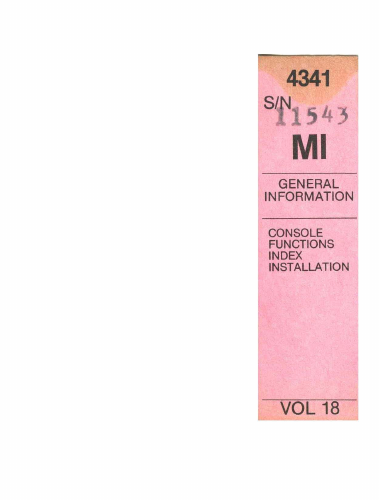 4341
S/N
11543
MI
GENERAL
INFORMATION
CONSOLE
FUNCTIONS
INDEX
INSTALLATION
VOL 18